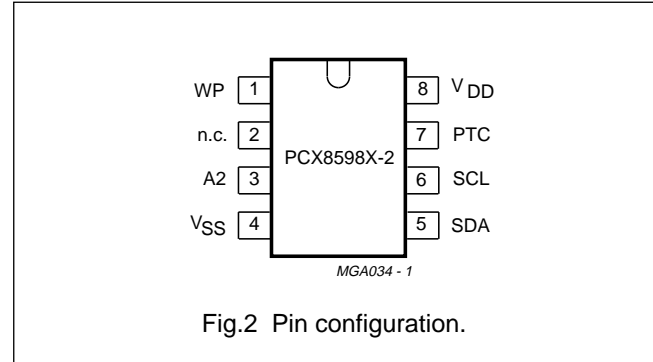 WP 1 8 VDD
n.c. 2 7 PTC
PCX8598X-2
A2 3 6 SCL
VSS 4 5 SDA
MGA034 - 1
Fig.2 Pin configuration.